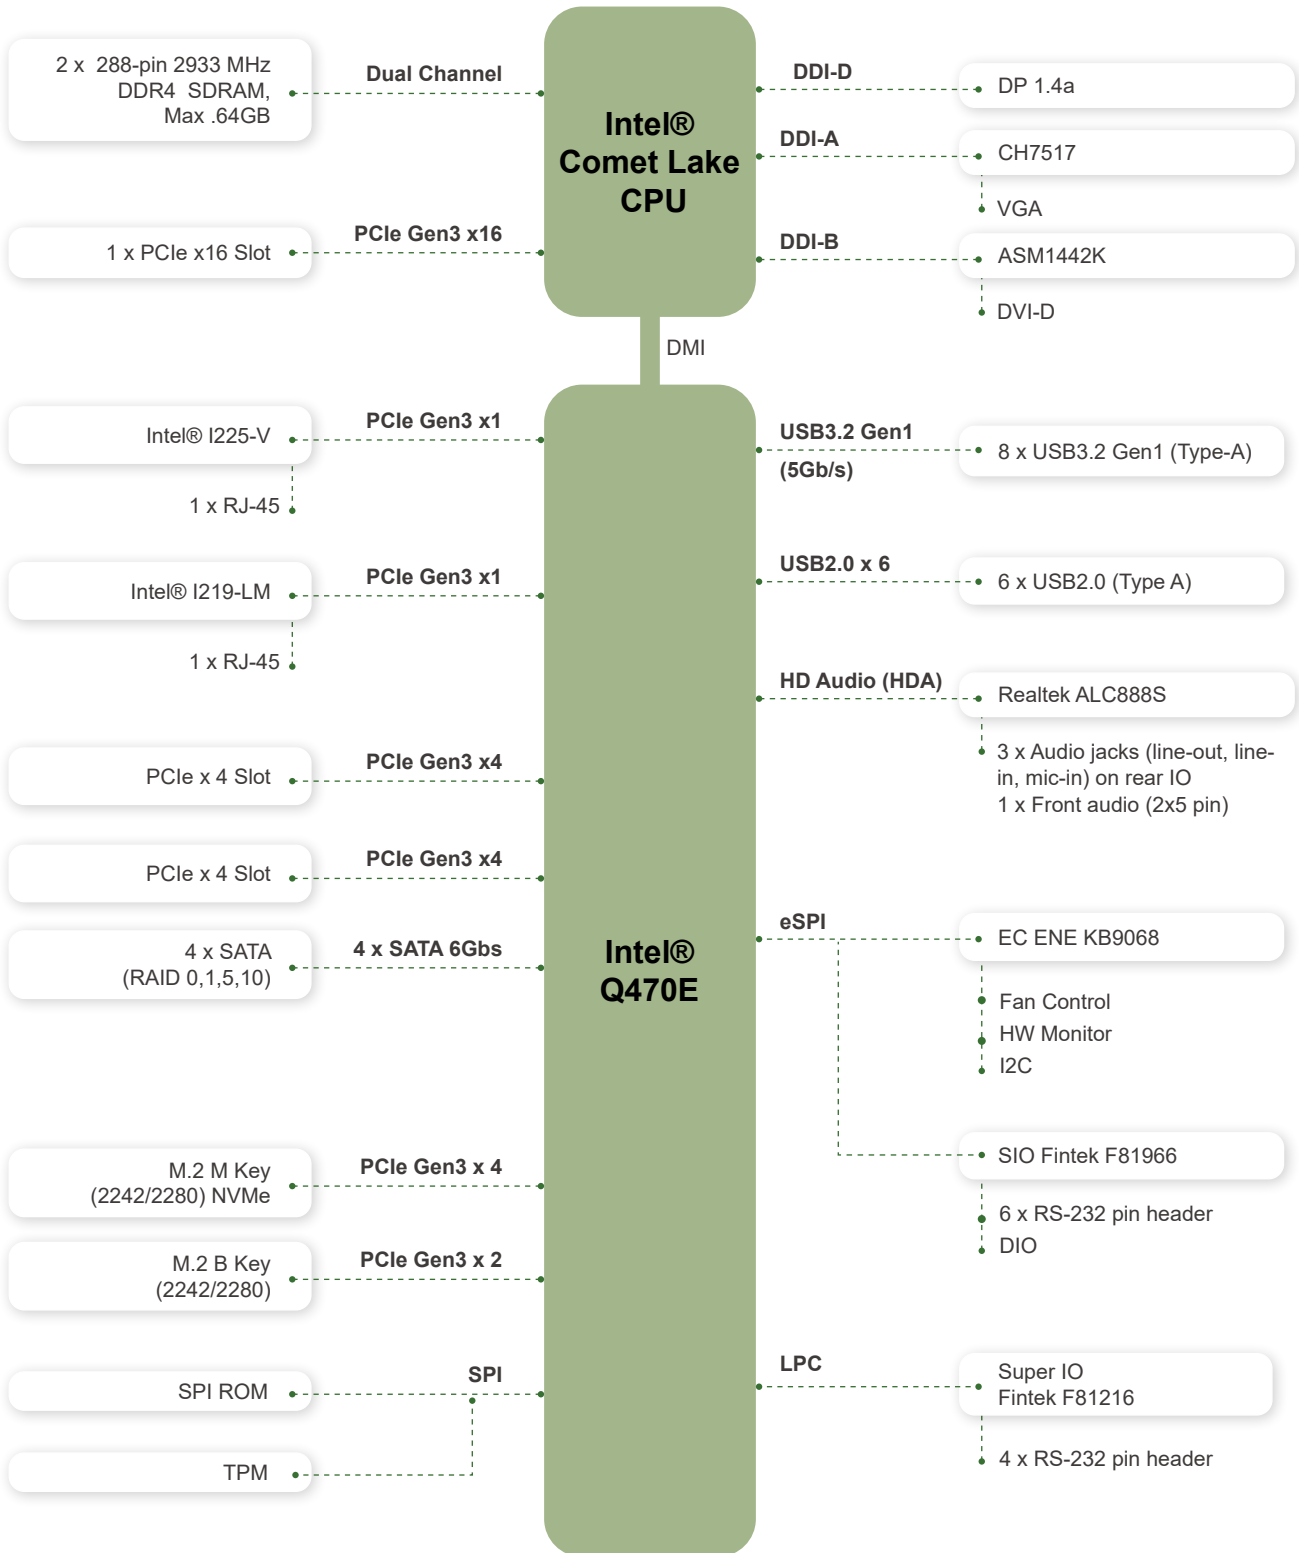 2 x  288-pin 2933 MHz
DDR4  SDRAM,
Max .64GB
Dual Channel
1 x PCIe x16 Slot
PCIe Gen3 x16
Intel®
Comet Lake
CPU
DDI-D
DP 1.4a
DDI-A
CH7517
VGA
DDI-B
ASM1442K
DVI-D
DMI
Intel® I225-V
PCIe Gen3 x1
1 x RJ-45
Intel® I219-LM
PCIe Gen3 x1
1 x RJ-45
PCIe x 4 Slot
PCIe Gen3 x4
PCIe x 4 Slot
PCIe Gen3 x4
4 x SATA
(RAID 0,1,5,10)
4 x SATA 6Gbs
M.2 M Key
(2242/2280) NVMe
PCIe Gen3 x 4
M.2 B Key
(2242/2280)
PCIe Gen3 x 2
SPI ROM
SPI
TPM
Intel®
Q470E
USB3.2 Gen1
(5Gb/s)
8 x USB3.2 Gen1 (Type-A)
USB2.0 x 6
6 x USB2.0 (Type A)
HD Audio (HDA)
Realtek ALC888S
3 x Audio jacks (line-out, line-
in, mic-in) on rear IO
1 x Front audio (2x5 pin)
eSPI
EC ENE KB9068
Fan Control
HW Monitor
I2C
SIO Fintek F81966
6 x RS-232 pin header
DIO
LPC
Super IO
Fintek F81216
4 x RS-232 pin header